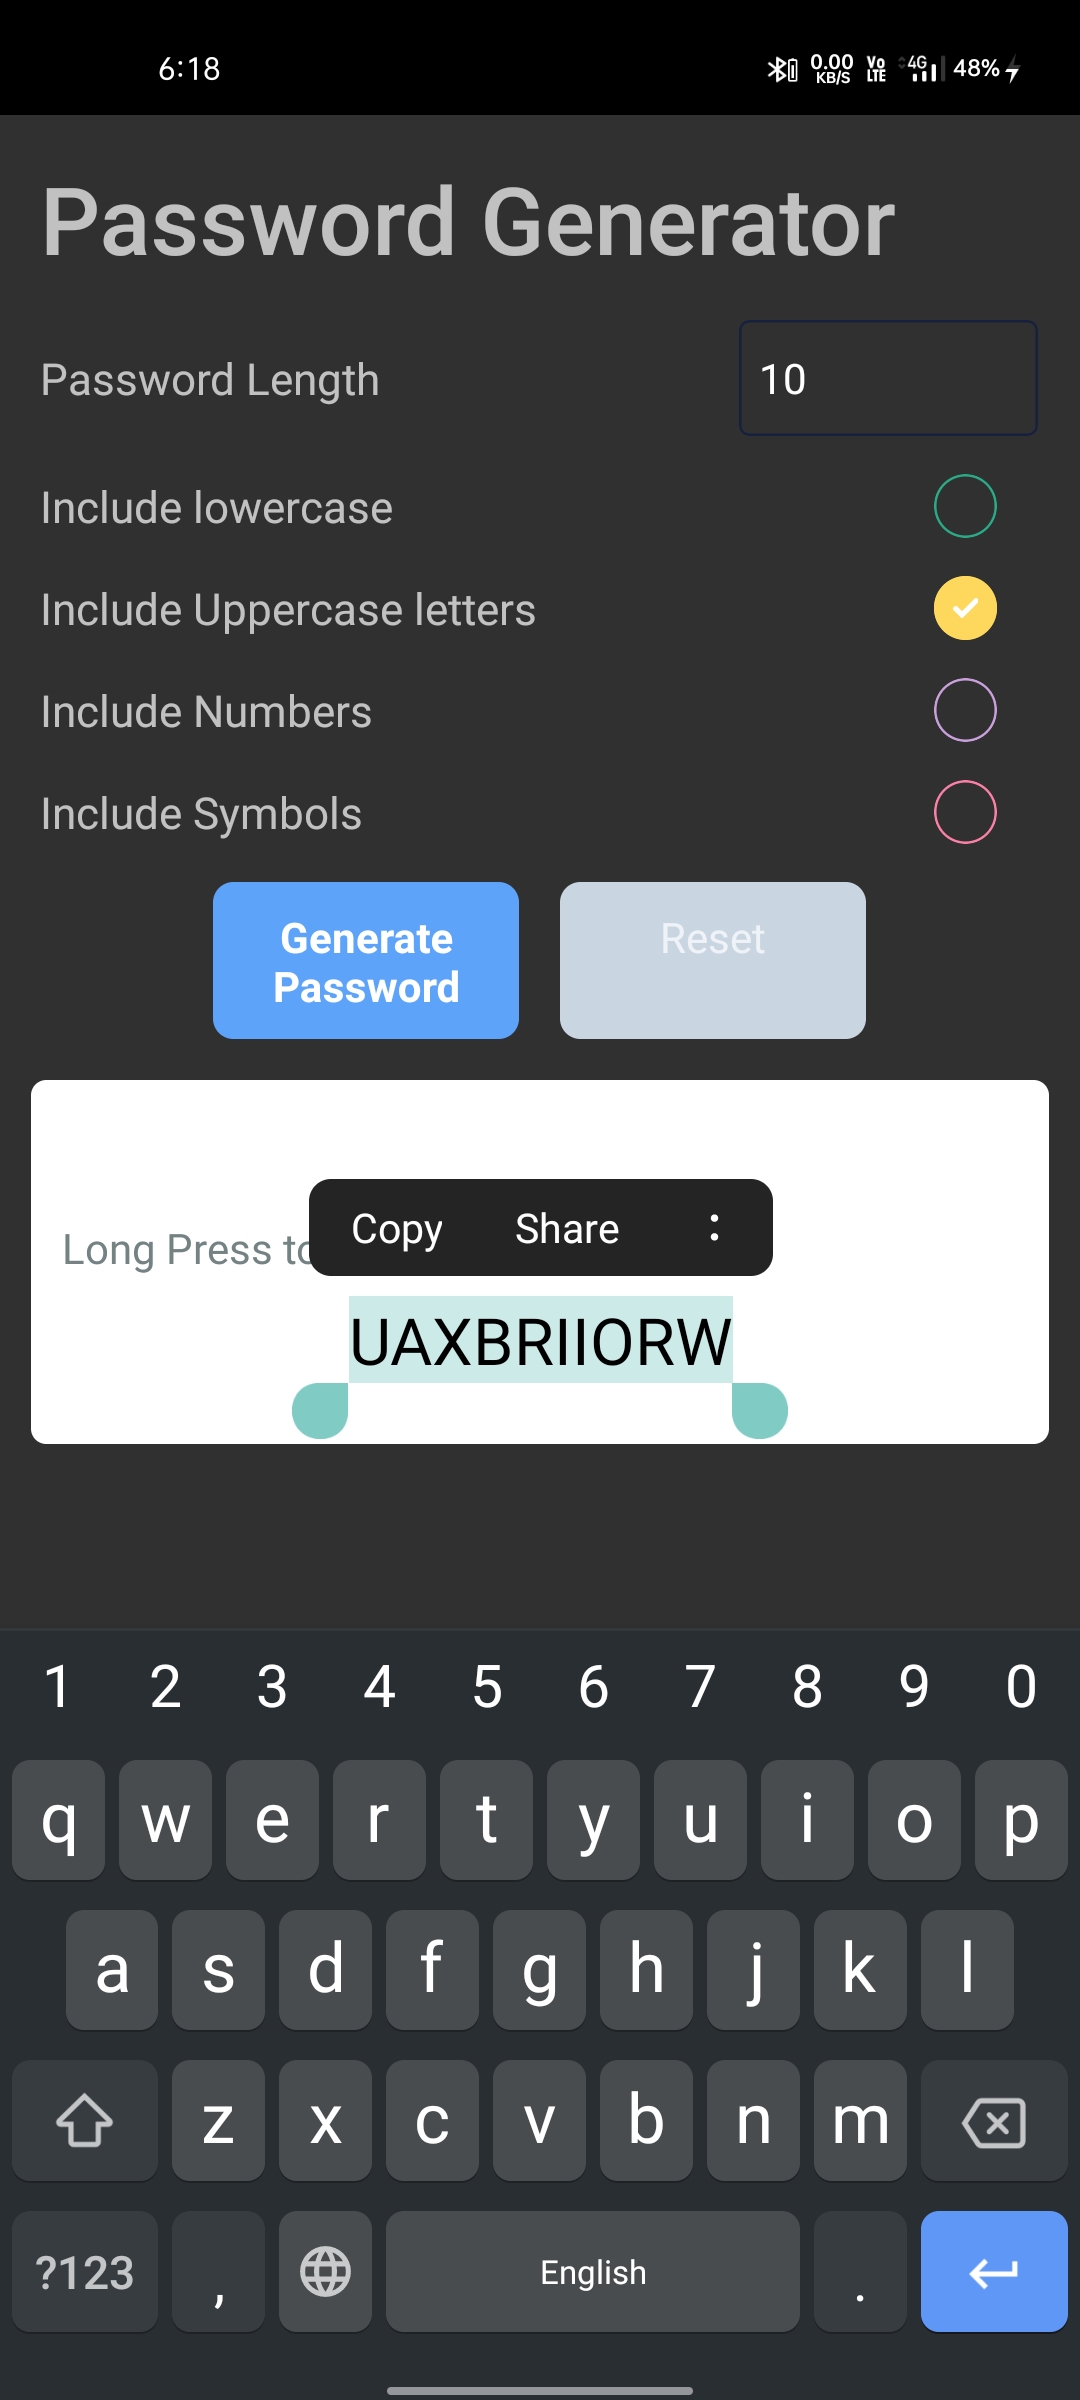 6:18
0.00 KB/S Vo LTE 4G 48%
Password Generator
Password Length 10
Include lowercase
Include Uppercase letters
Include Numbers
Include Symbols
Generate Password
Reset
Copy Share
Long Press to
UAXBRIIORW
1 2 3 4 5 6 7 8 9 0
q w e r t y u i o p
a s d f g h j k l
z x c v b n m
?123 , English .